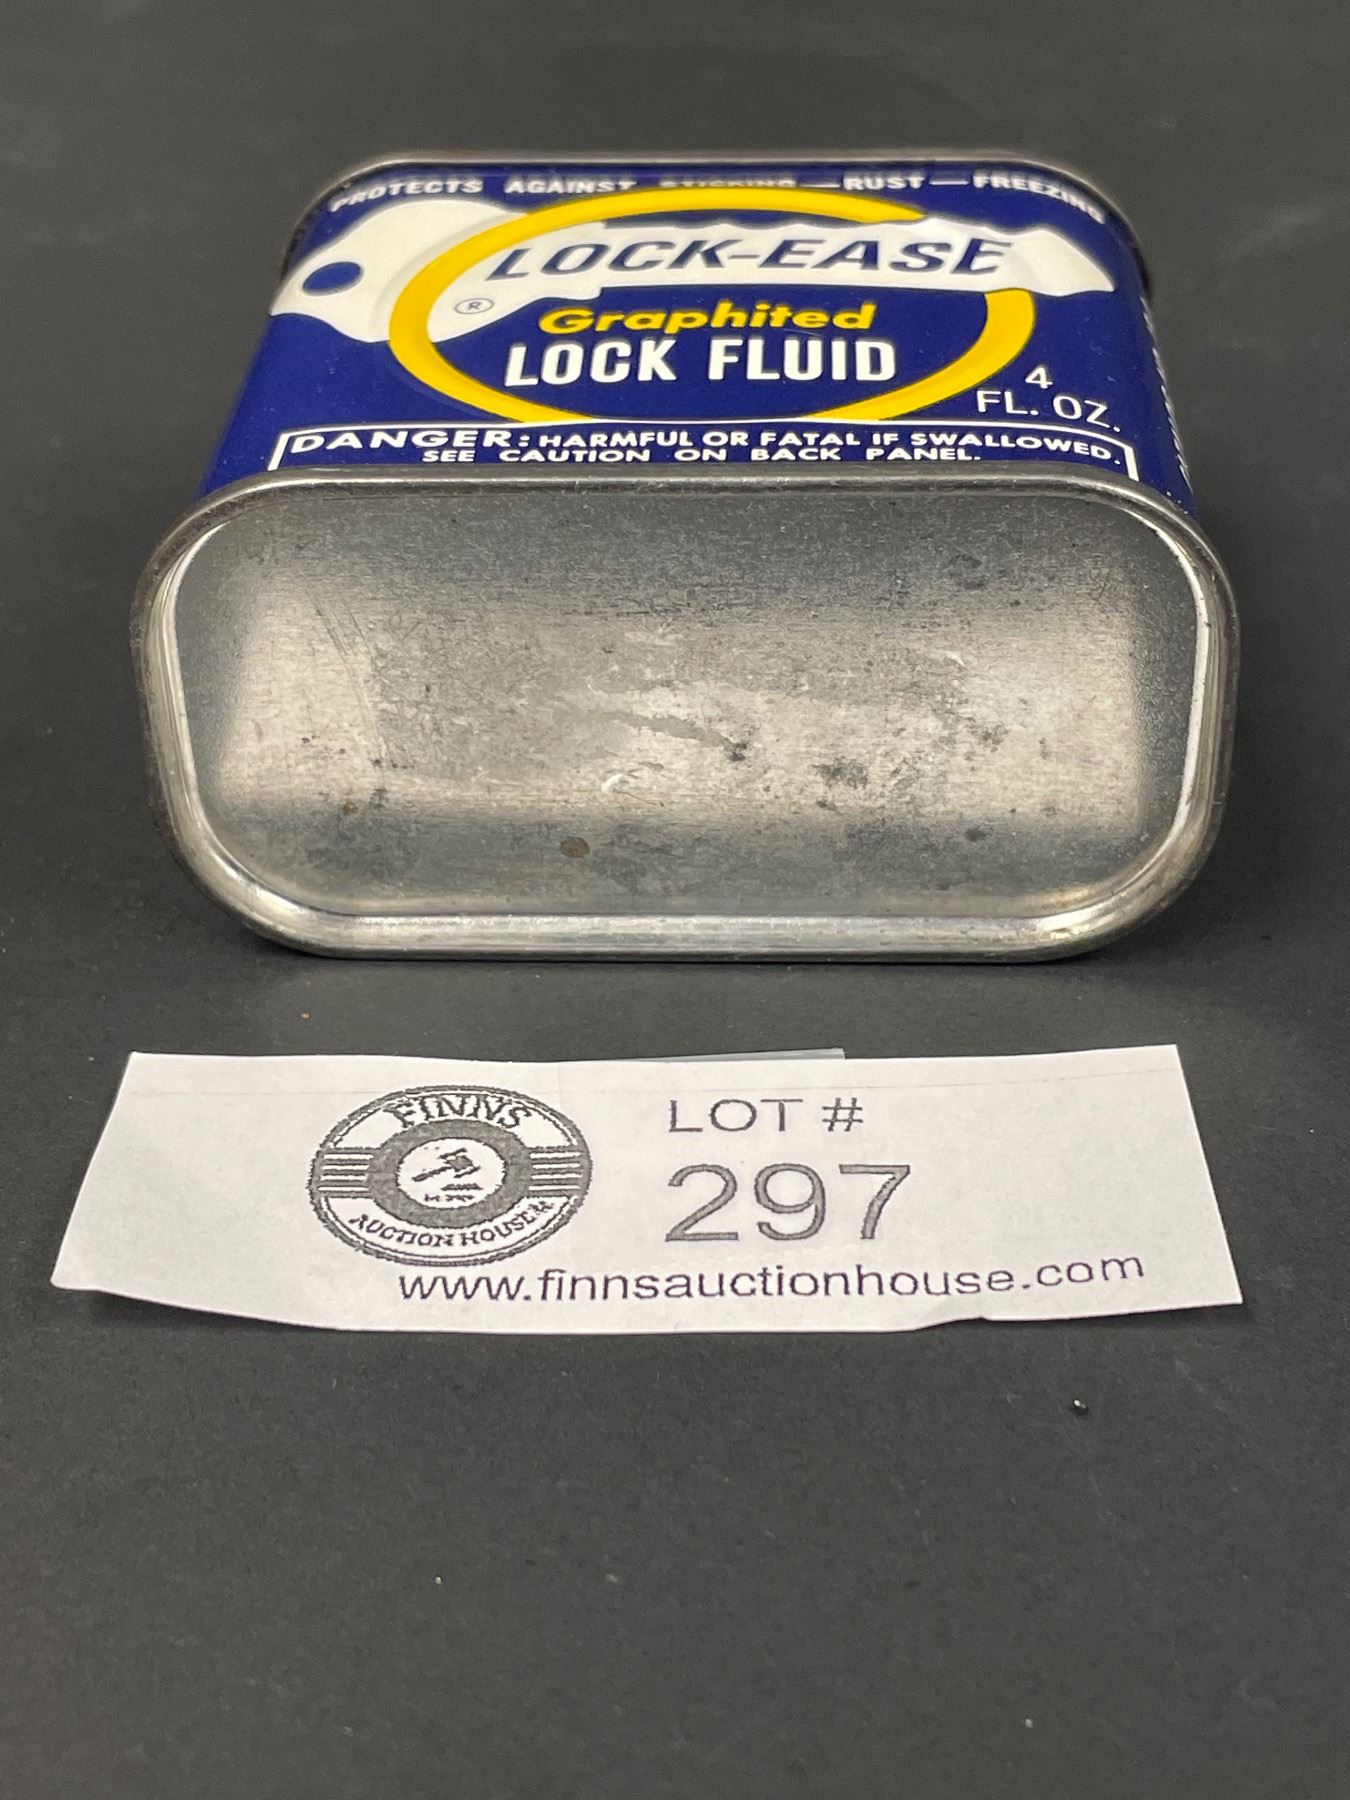 PROTECTS AGAINST STICKING—RUST—FREEZING
LOCK-EASE
®
Graphited
LOCK FLUID
4
FL. OZ.
DANGER: HARMFUL OR FATAL IF SWALLOWED.
SEE CAUTION ON BACK PANEL.
FINNS
AUCTION HOUSE
LOT #
297
www.finnsauctionhouse.com